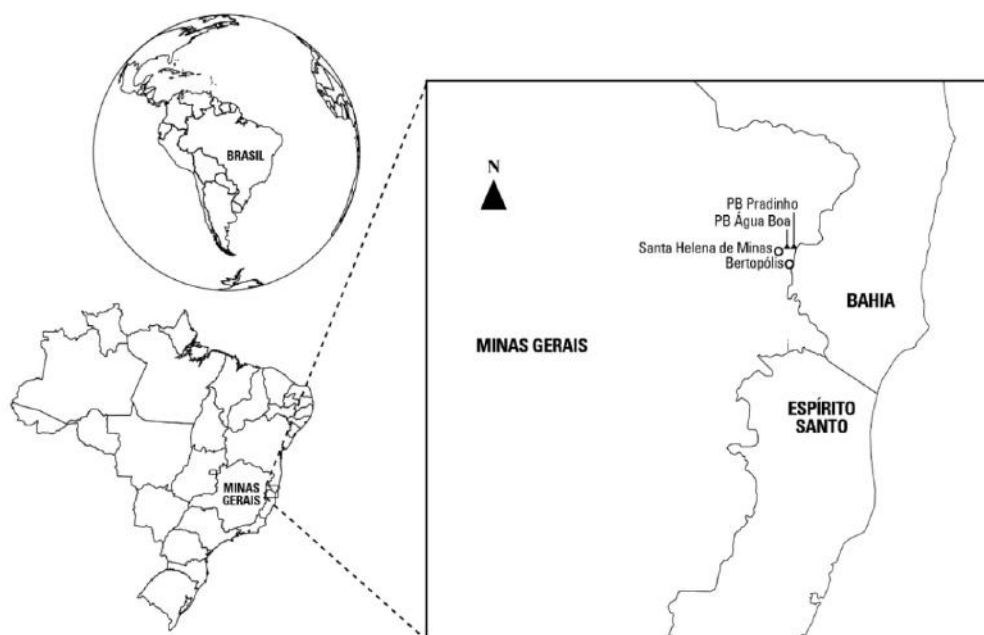 BRASIL
MINAS
GERAIS
N
PB Pradinho
PB Água Boa
Santa Helena de Minas
Bertopólis
BAHIA
MINAS GERAIS
ESPÍRITO
SANTO